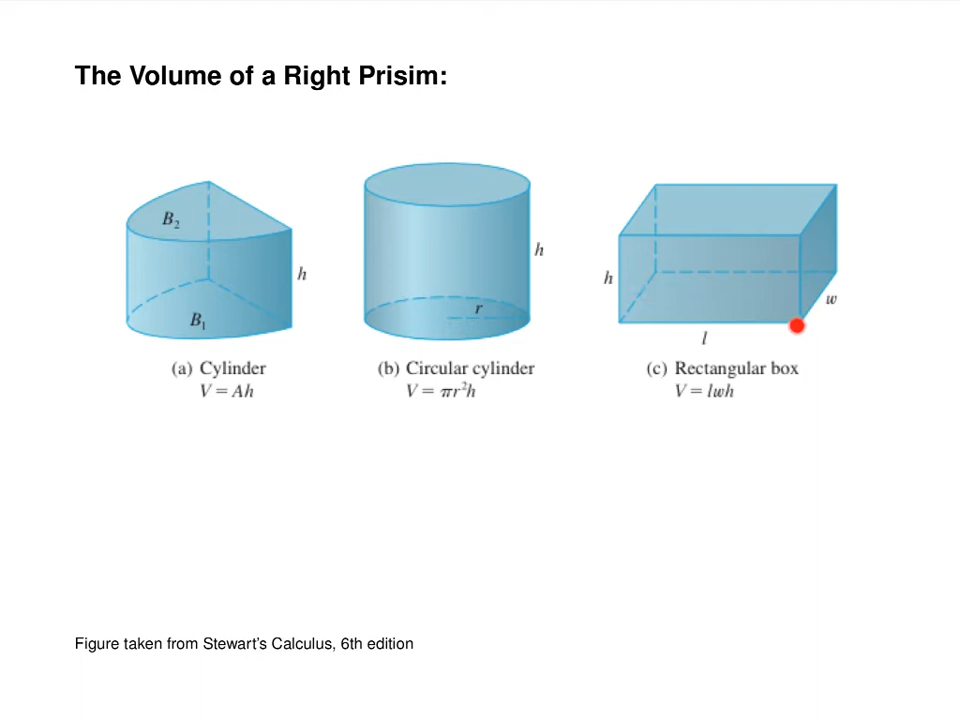 The Volume of a Right Prisim:
B₂
h
B₁
(a) Cylinder
V = Ah
h
r
(b) Circular cylinder
V = πr²h
h
w
l
(c) Rectangular box
V = lwh
Figure taken from Stewart's Calculus, 6th edition